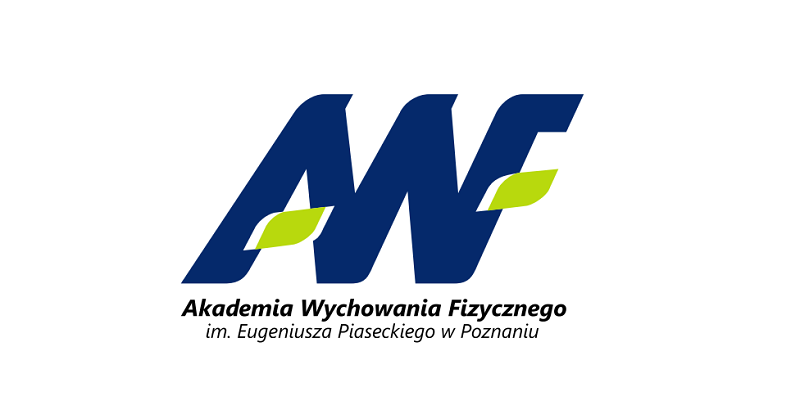 AWF
Akademia Wychowania Fizycznego
im. Eugeniusza Piaseckiego w Poznaniu